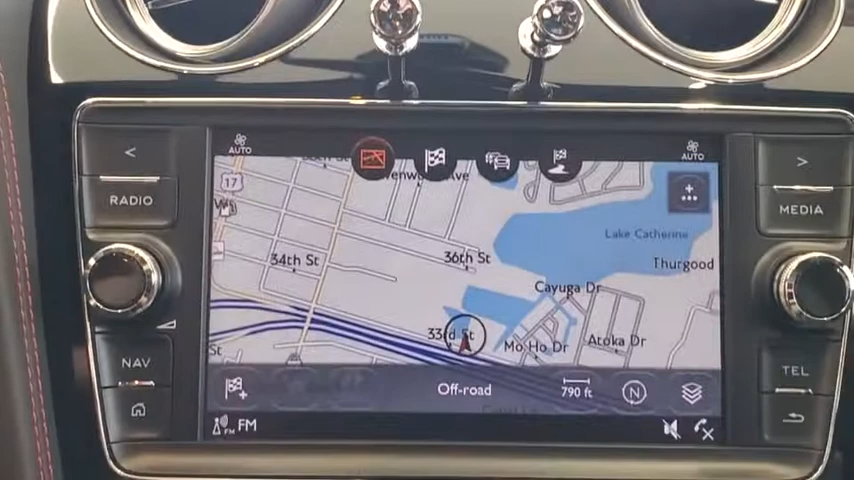 AUTO
AUTO
<
RADIO
NAV
17
34th St
36th St
33rd St
St
Lake Catherine
Thurgood
Cayuga Dr
Mo Ho Dr
Atoka Dr
Off-road
790 ft
N
FM FM
>
MEDIA
TEL